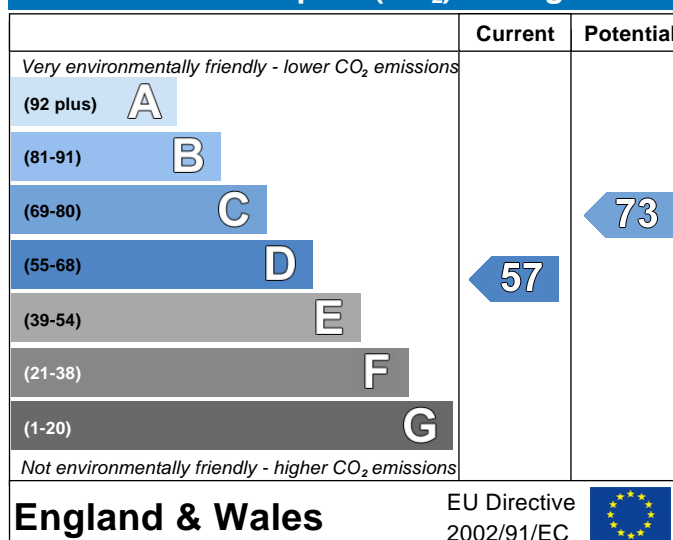 Current Potential
Very environmentally friendly - lower CO₂ emissions
(92 plus) A
(81-91) B
(69-80) C 73
(55-68) D 57
(39-54) E
(21-38) F
(1-20) G
Not environmentally friendly - higher CO₂ emissions
England & Wales
EU Directive
2002/91/EC